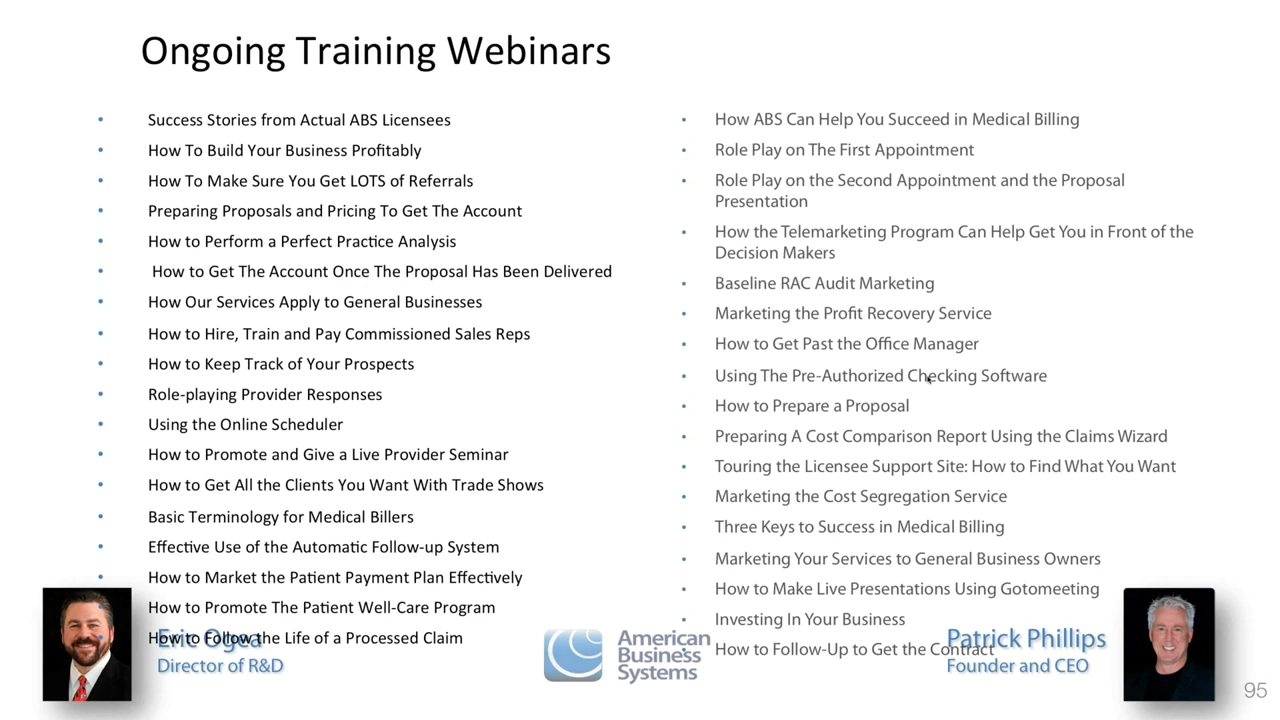 Ongoing Training Webinars
Success Stories from Actual ABS Licensees
How To Build Your Business Profitably
How To Make Sure You Get LOTS of Referrals
Preparing Proposals and Pricing To Get The Account
How to Perform a Perfect Practice Analysis
How to Get The Account Once The Proposal Has Been Delivered
How Our Services Apply to General Businesses
How to Hire, Train and Pay Commissioned Sales Reps
How to Keep Track of Your Prospects
Role-playing Provider Responses
Using the Online Scheduler
How to Promote and Give a Live Provider Seminar
How to Get All the Clients You Want With Trade Shows
Basic Terminology for Medical Billers
Effective Use of the Automatic Follow-up System
How to Market the Patient Payment Plan Effectively
How to Promote The Patient Well-Care Program
How to Follow the Life of a Processed Claim
How ABS Can Help You Succeed in Medical Billing
Role Play on The First Appointment
Role Play on the Second Appointment and the Proposal
Presentation
How the Telemarketing Program Can Help Get You in Front of the
Decision Makers
Baseline RAC Audit Marketing
Marketing the Profit Recovery Service
How to Get Past the Office Manager
Using The Pre-Authorized Checking Software
How to Prepare a Proposal
Preparing A Cost Comparison Report Using the Claims Wizard
Touring the Licensee Support Site: How to Find What You Want
Marketing the Cost Segregation Service
Three Keys to Success in Medical Billing
Marketing Your Services to General Business Owners
How to Make Live Presentations Using Gotomeeting
Investing In Your Business
How to Follow-Up to Get the Contract
Eric Ogea
Director of R&D
American
Business
Systems
Patrick Phillips
Founder and CEO
95